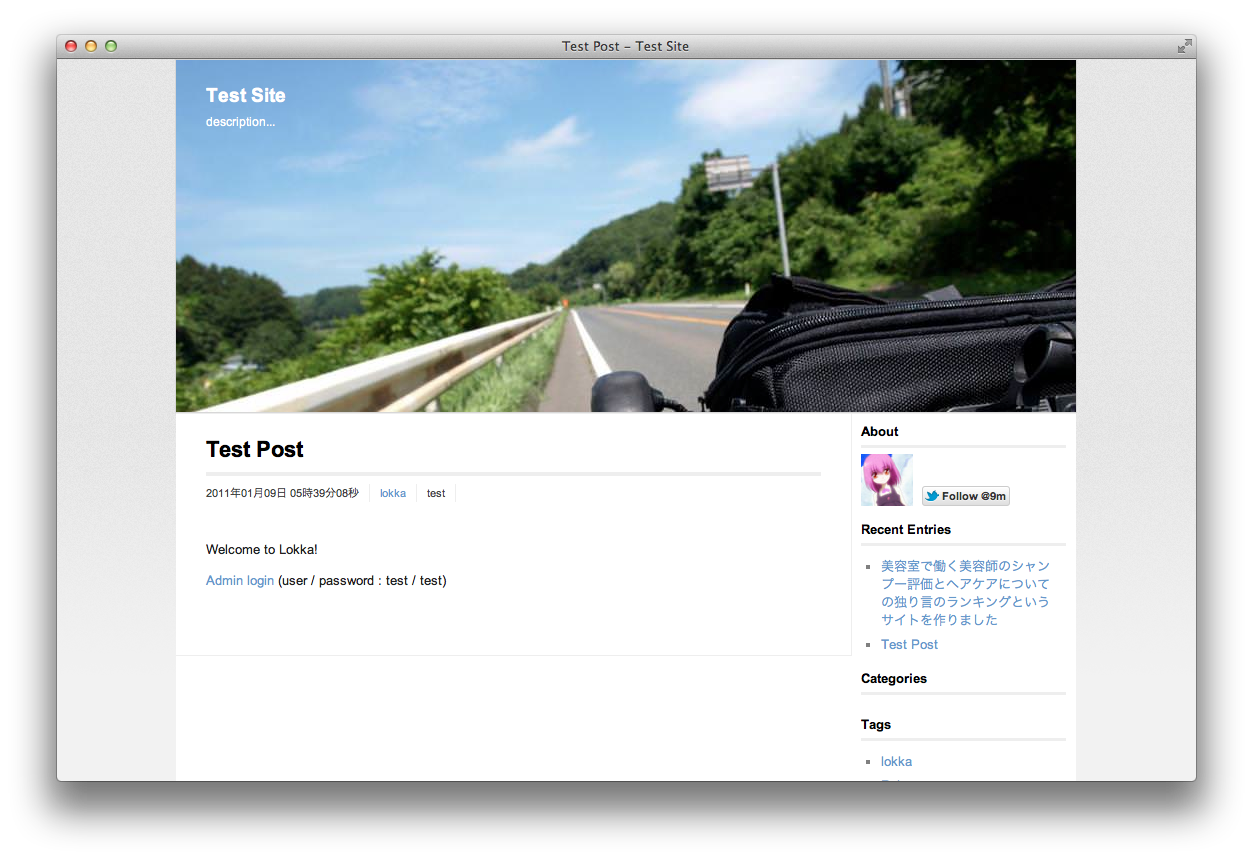 Test Post – Test Site
Test Site
description...
Test Post
2011年01月09日 05時39分08秒 lokka test
Welcome to Lokka!
Admin login (user / password : test / test)
About
Follow @9m
Recent Entries
美容室で働く美容師のシャン
プー評価とヘアケアについて
の独り言のランキングという
サイトを作りました
Test Post
Categories
Tags
lokka